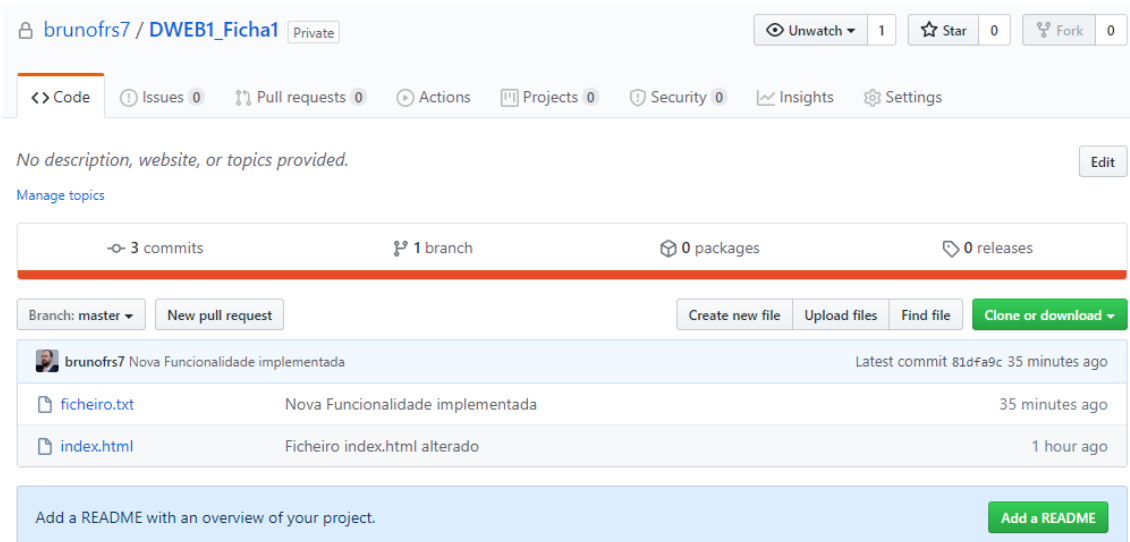 brunofrs7 / DWEB1_Ficha1 Private Unwatch 1 Star 0 Fork 0
Code Issues 0 Pull requests 0 Actions Projects 0 Security 0 Insights Settings
No description, website, or topics provided. Edit
Manage topics
3 commits 1 branch 0 packages 0 releases
Branch: master New pull request Create new file Upload files Find file Clone or download
brunofrs7 Nova Funcionalidade implementada Latest commit 81dfa9c 35 minutes ago
ficheiro.txt Nova Funcionalidade implementada 35 minutes ago
index.html Ficheiro index.html alterado 1 hour ago
Add a README with an overview of your project. Add a README